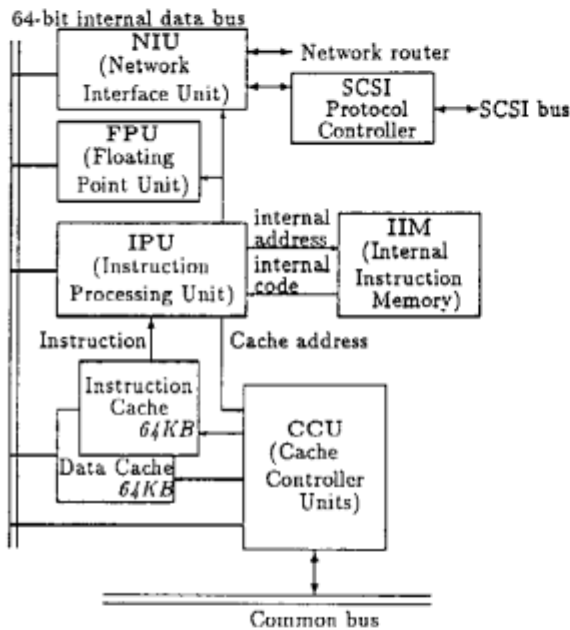 64-bit internal data bus
NIU
(Network
Interface Unit)
Network router
SCSI
Protocol
Controller
SCSI bus
FPU
(Floating
Point Unit)
IPU
(Instruction
Processing Unit)
internal
address
internal
code
IIM
(Internal
Instruction
Memory)
Instruction
Cache address
Instruction
Cache
64KB
Data Cache
64KB
CCU
(Cache
Controller
Units)
Common bus